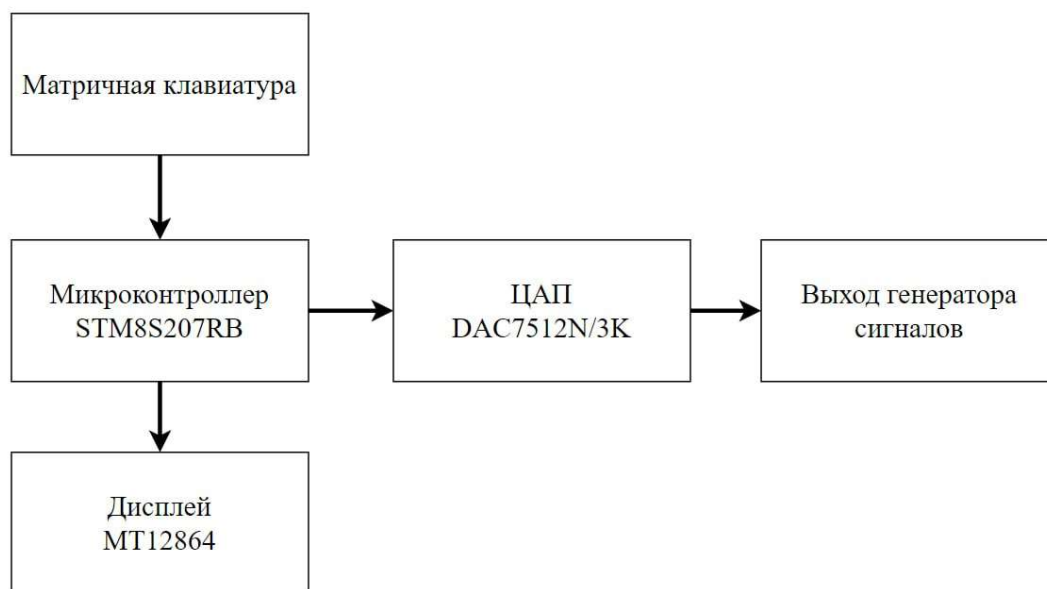 Матричная клавиатура
Микроконтроллер
STM8S207RB
ЦАП
DAC7512N/3K
Выход генератора
сигналов
Дисплей
MT12864